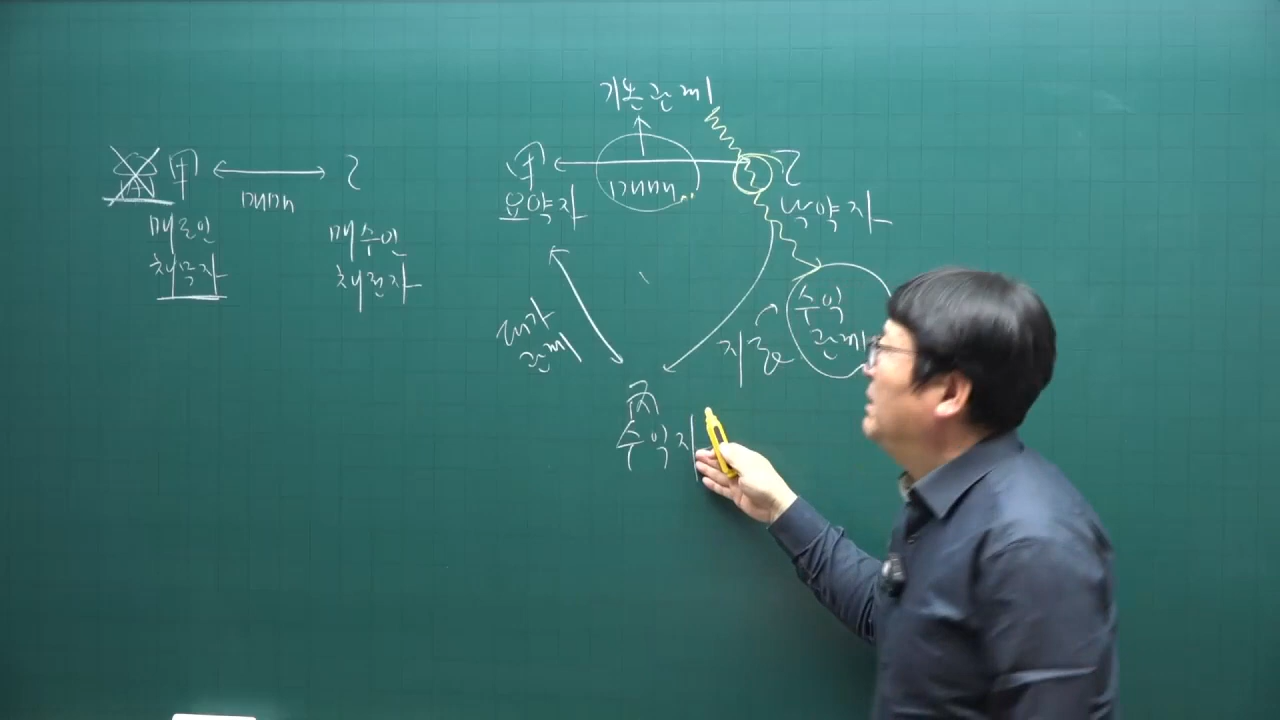 甲 乙
매매
매도인
채무자
매수인
채권자
기본관계
甲 매매 乙
요약자
낙약자
대가
관계
수익
관계
지급
丙
수익자